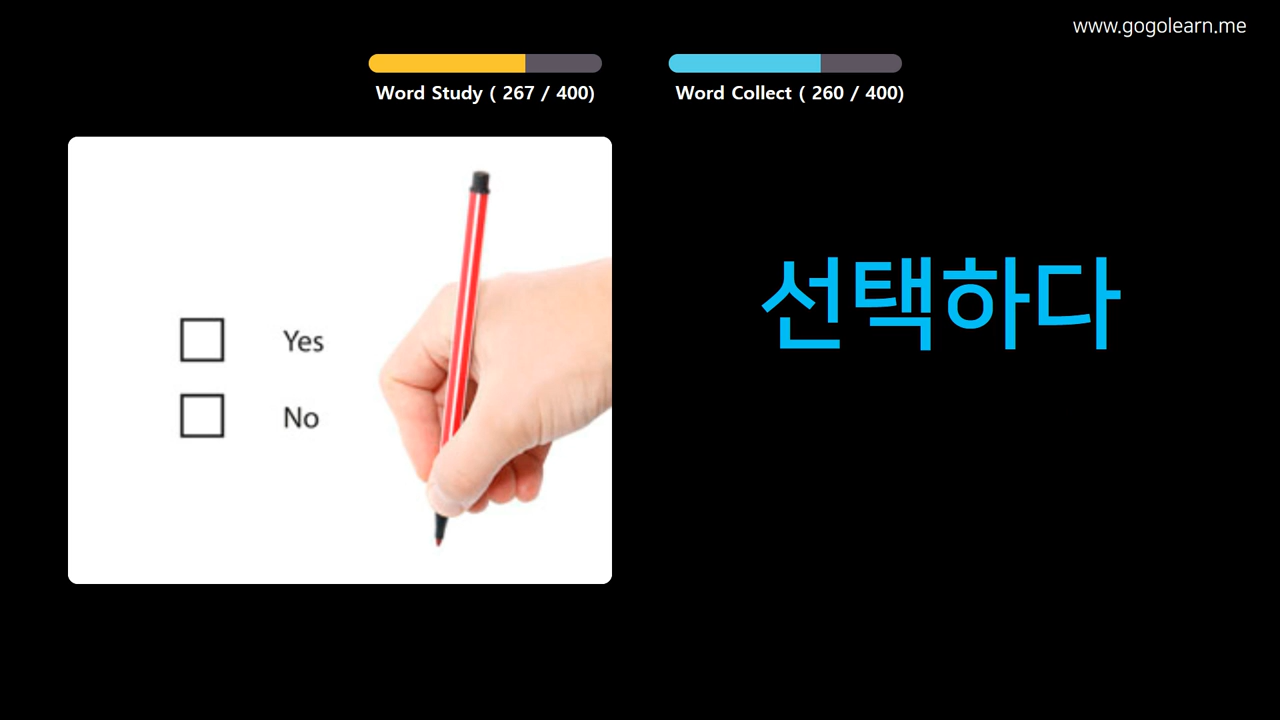 www.gogolearn.me
Word Study ( 267 / 400)
Word Collect ( 260 / 400)
Yes
No
선택하다